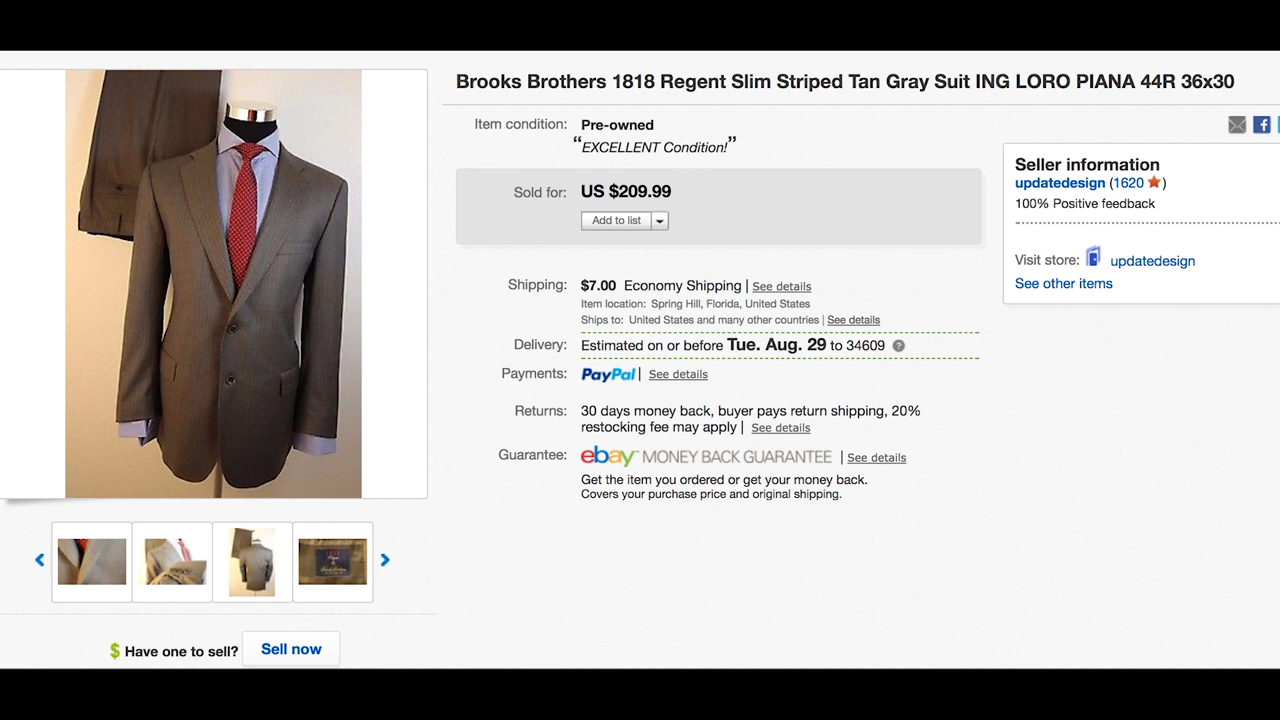 Brooks Brothers 1818 Regent Slim Striped Tan Gray Suit ING LORO PIANA 44R 36x30
Item condition: Pre-owned
“EXCELLENT Condition!”
Sold for: US $209.99
Add to list
Shipping: $7.00 Economy Shipping | See details
Item location: Spring Hill, Florida, United States
Ships to: United States and many other countries | See details
Delivery: Estimated on or before Tue. Aug. 29 to 34609 ?
Payments: PayPal | See details
Returns: 30 days money back, buyer pays return shipping, 20%
restocking fee may apply | See details
Guarantee: ebay MONEY BACK GUARANTEE | See details
Get the item you ordered or get your money back.
Covers your purchase price and original shipping.
Seller information
updatedesign (1620 ★)
100% Positive feedback
Visit store: updatedesign
See other items
$ Have one to sell? Sell now